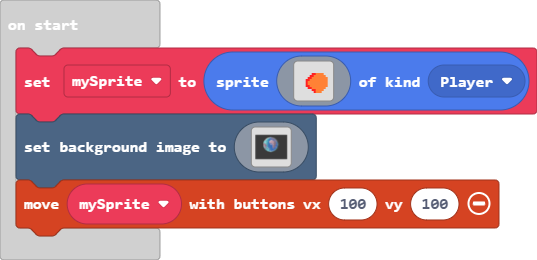 on start
set mySprite to sprite of kind Player
set background image to
move mySprite with buttons vx 100 vy 100